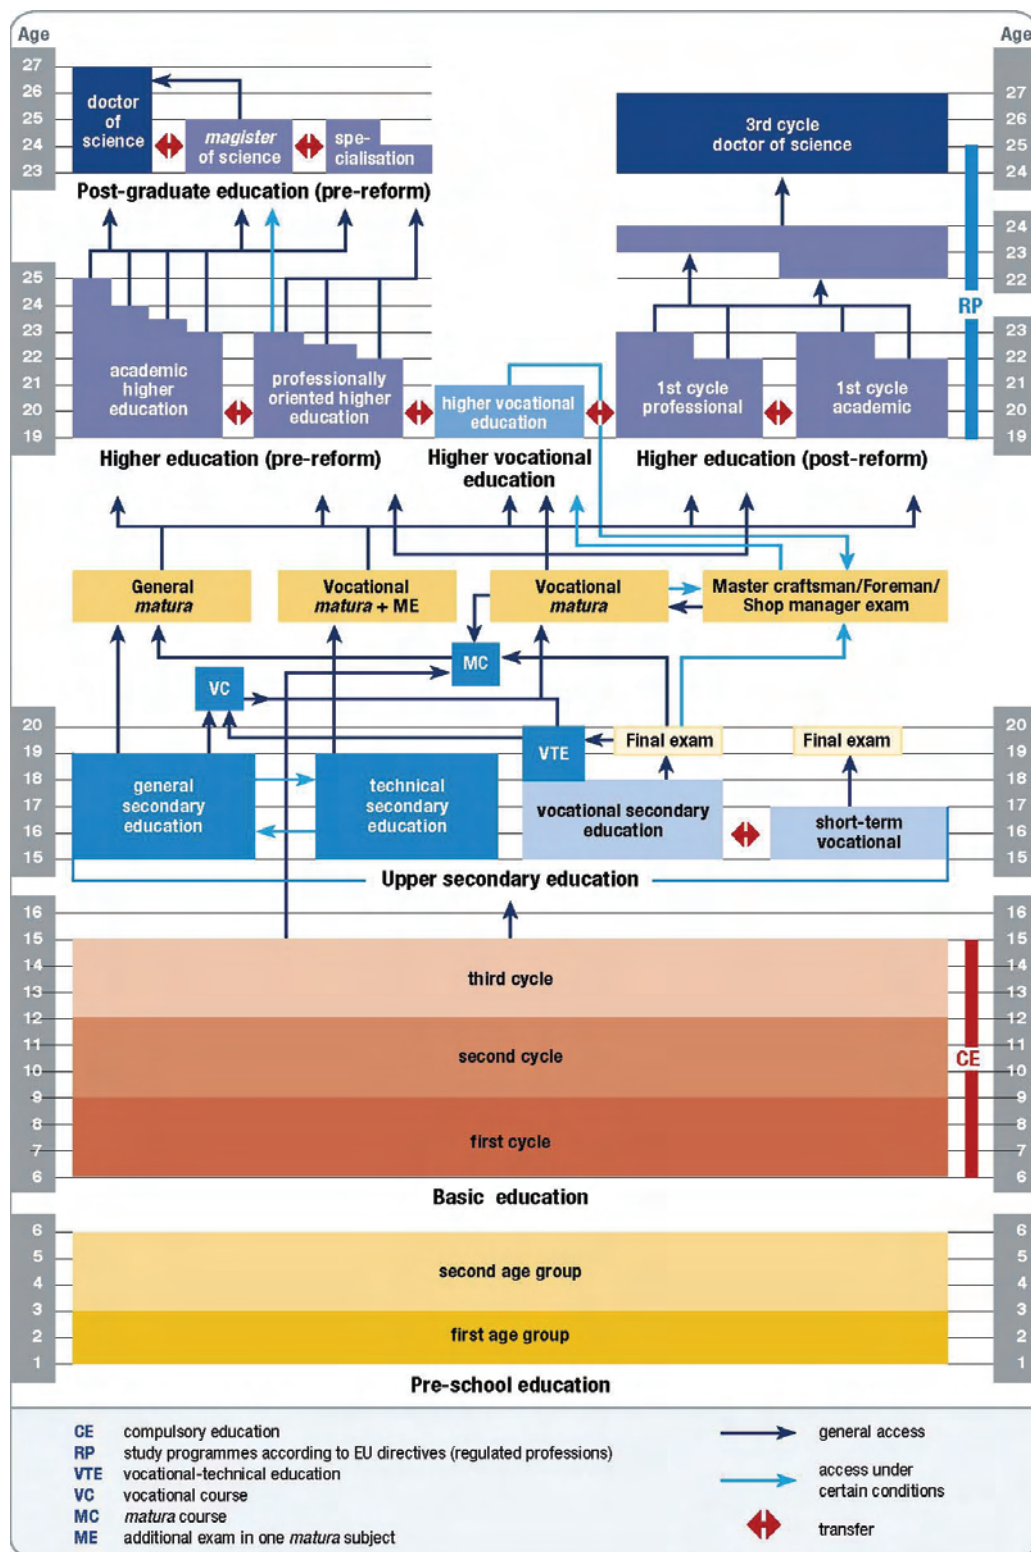 Age
Age
27
26
25
24
23
doctor
of
science
magister
of science
spe-
cialisation
Post-graduate education (pre-reform)
3rd cycle
doctor of science
27
26
25
24
24
23
22
RP
25
24
23
22
21
20
19
academic
higher
education
professionally
oriented higher
education
higher vocational
education
1st cycle
professional
1st cycle
academic
23
22
21
20
19
Higher education (pre-reform)
Higher vocational
education
Higher education (post-reform)
General
matura
Vocational
matura + ME
Vocational
matura
Master craftsman/Foreman/
Shop manager exam
MC
VC
20
19
18
17
16
15
general
secondary
education
technical
secondary
education
VTE
Final exam
Final exam
vocational secondary
education
short-term
vocational
20
19
18
17
16
15
Upper secondary education
16
15
14
13
12
11
10
9
8
7
6
third cycle
second cycle
first cycle
CE
16
15
14
13
12
11
10
9
8
7
6
Basic education
6
5
4
3
2
1
second age group
first age group
6
5
4
3
2
1
Pre-school education
CE compulsory education
RP study programmes according to EU directives (regulated professions)
VTE vocational-technical education
VC vocational course
MC matura course
ME additional exam in one matura subject
general access
access under
certain conditions
transfer